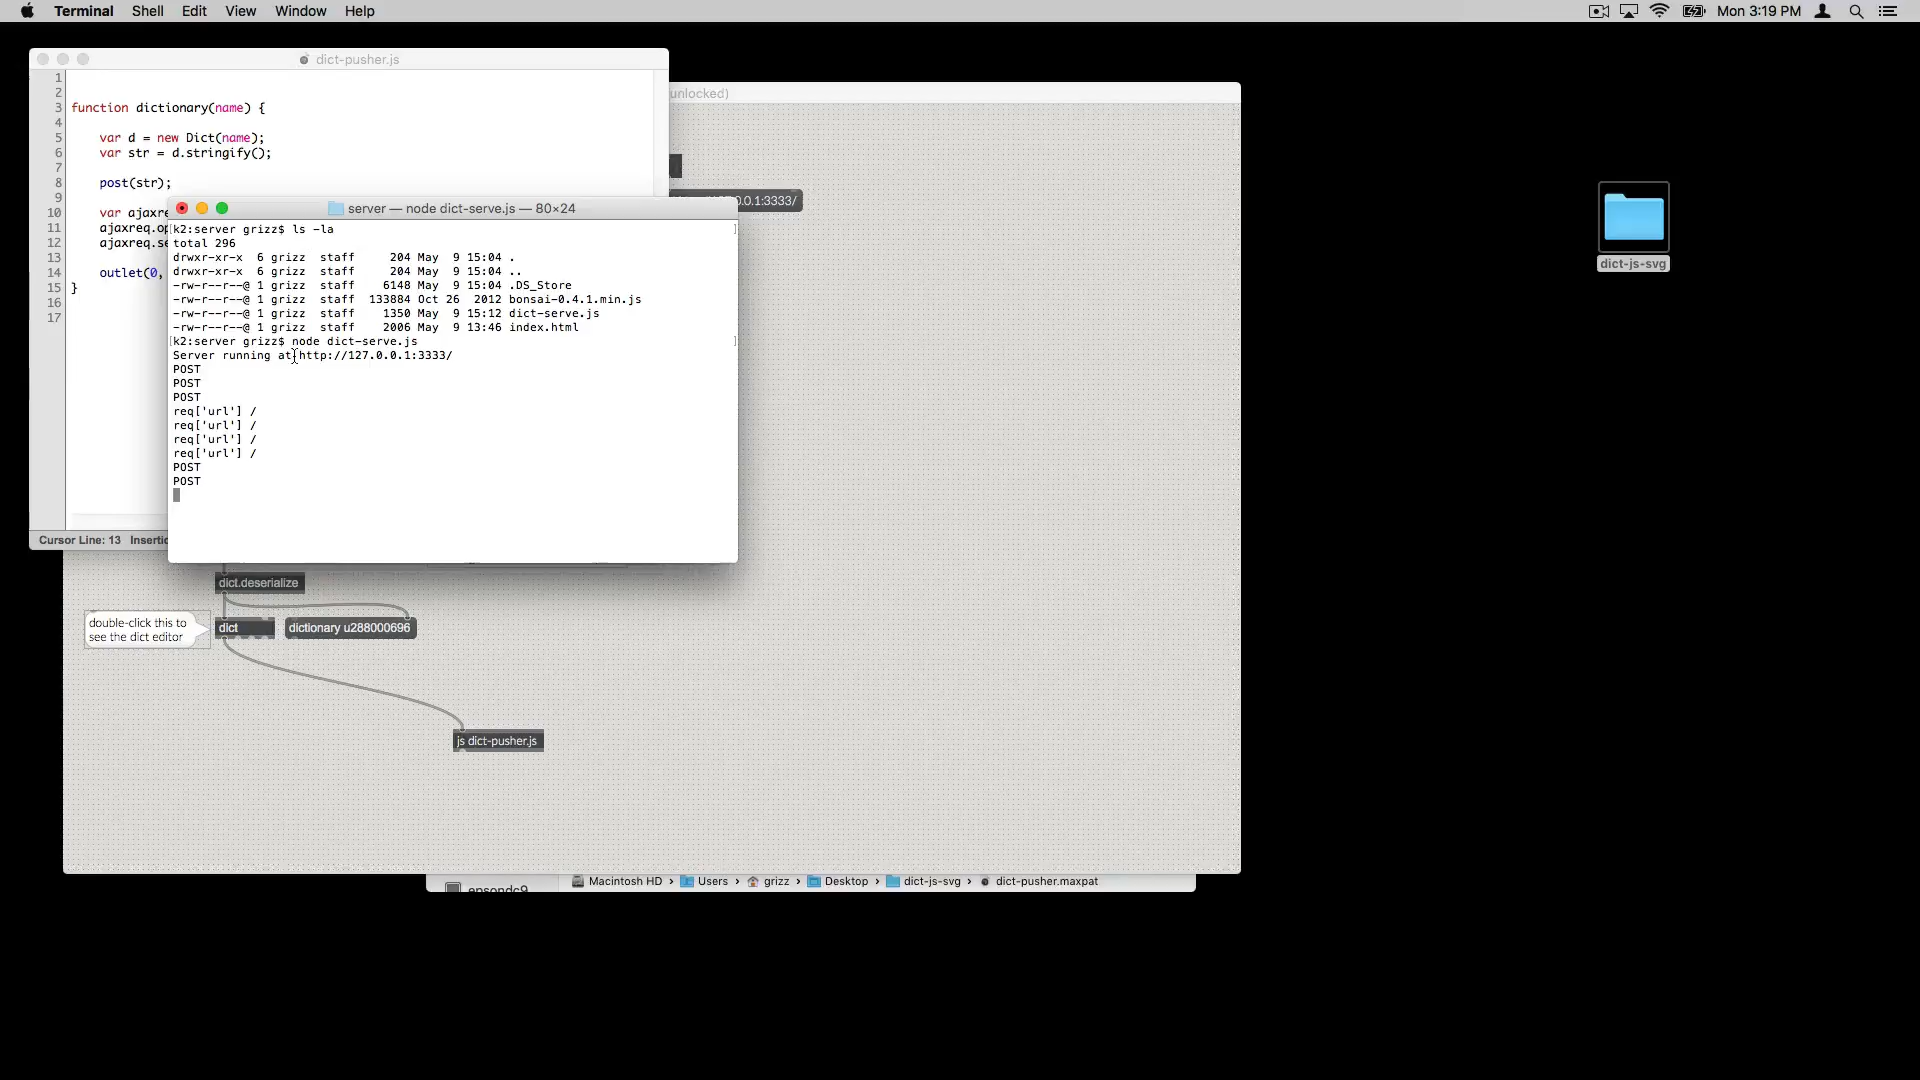 Terminal Shell Edit View Window Help
Mon 3:19 PM
dict-pusher.js
unlocked)
1
2
3 function dictionary(name) {
4
5 var d = new Dict(name);
6 var str = d.stringify();
7
8 post(str);
9
10 var ajaxre
11 ajaxreq.op
12 ajaxreq.se
13
14 outlet(0,
15 }
16
17
Cursor Line: 13 Insertio
.0.0.1:3333/
server — node dict-serve.js — 80×24
[k2:server grizz$ ls -la ]
total 296
drwxr-xr-x 6 grizz staff 204 May 9 15:04 .
drwxr-xr-x 6 grizz staff 204 May 9 15:04 ..
-rw-r--r--@ 1 grizz staff 6148 May 9 15:04 .DS_Store
-rw-r--r--@ 1 grizz staff 133884 Oct 26 2012 bonsai-0.4.1.min.js
-rw-r--r--@ 1 grizz staff 1350 May 9 15:12 dict-serve.js
-rw-r--r--@ 1 grizz staff 2006 May 9 13:46 index.html
[k2:server grizz$ node dict-serve.js ]
Server running at http://127.0.0.1:3333/
POST
POST
POST
req['url'] /
req['url'] /
req['url'] /
req['url'] /
POST
POST
dict.deserialize
double-click this to
see the dict editor
dict
dictionary u288000696
js dict-pusher.js
epsondc9
Macintosh HD › Users › grizz › Desktop › dict-js-svg › dict-pusher.maxpat
dict-js-svg